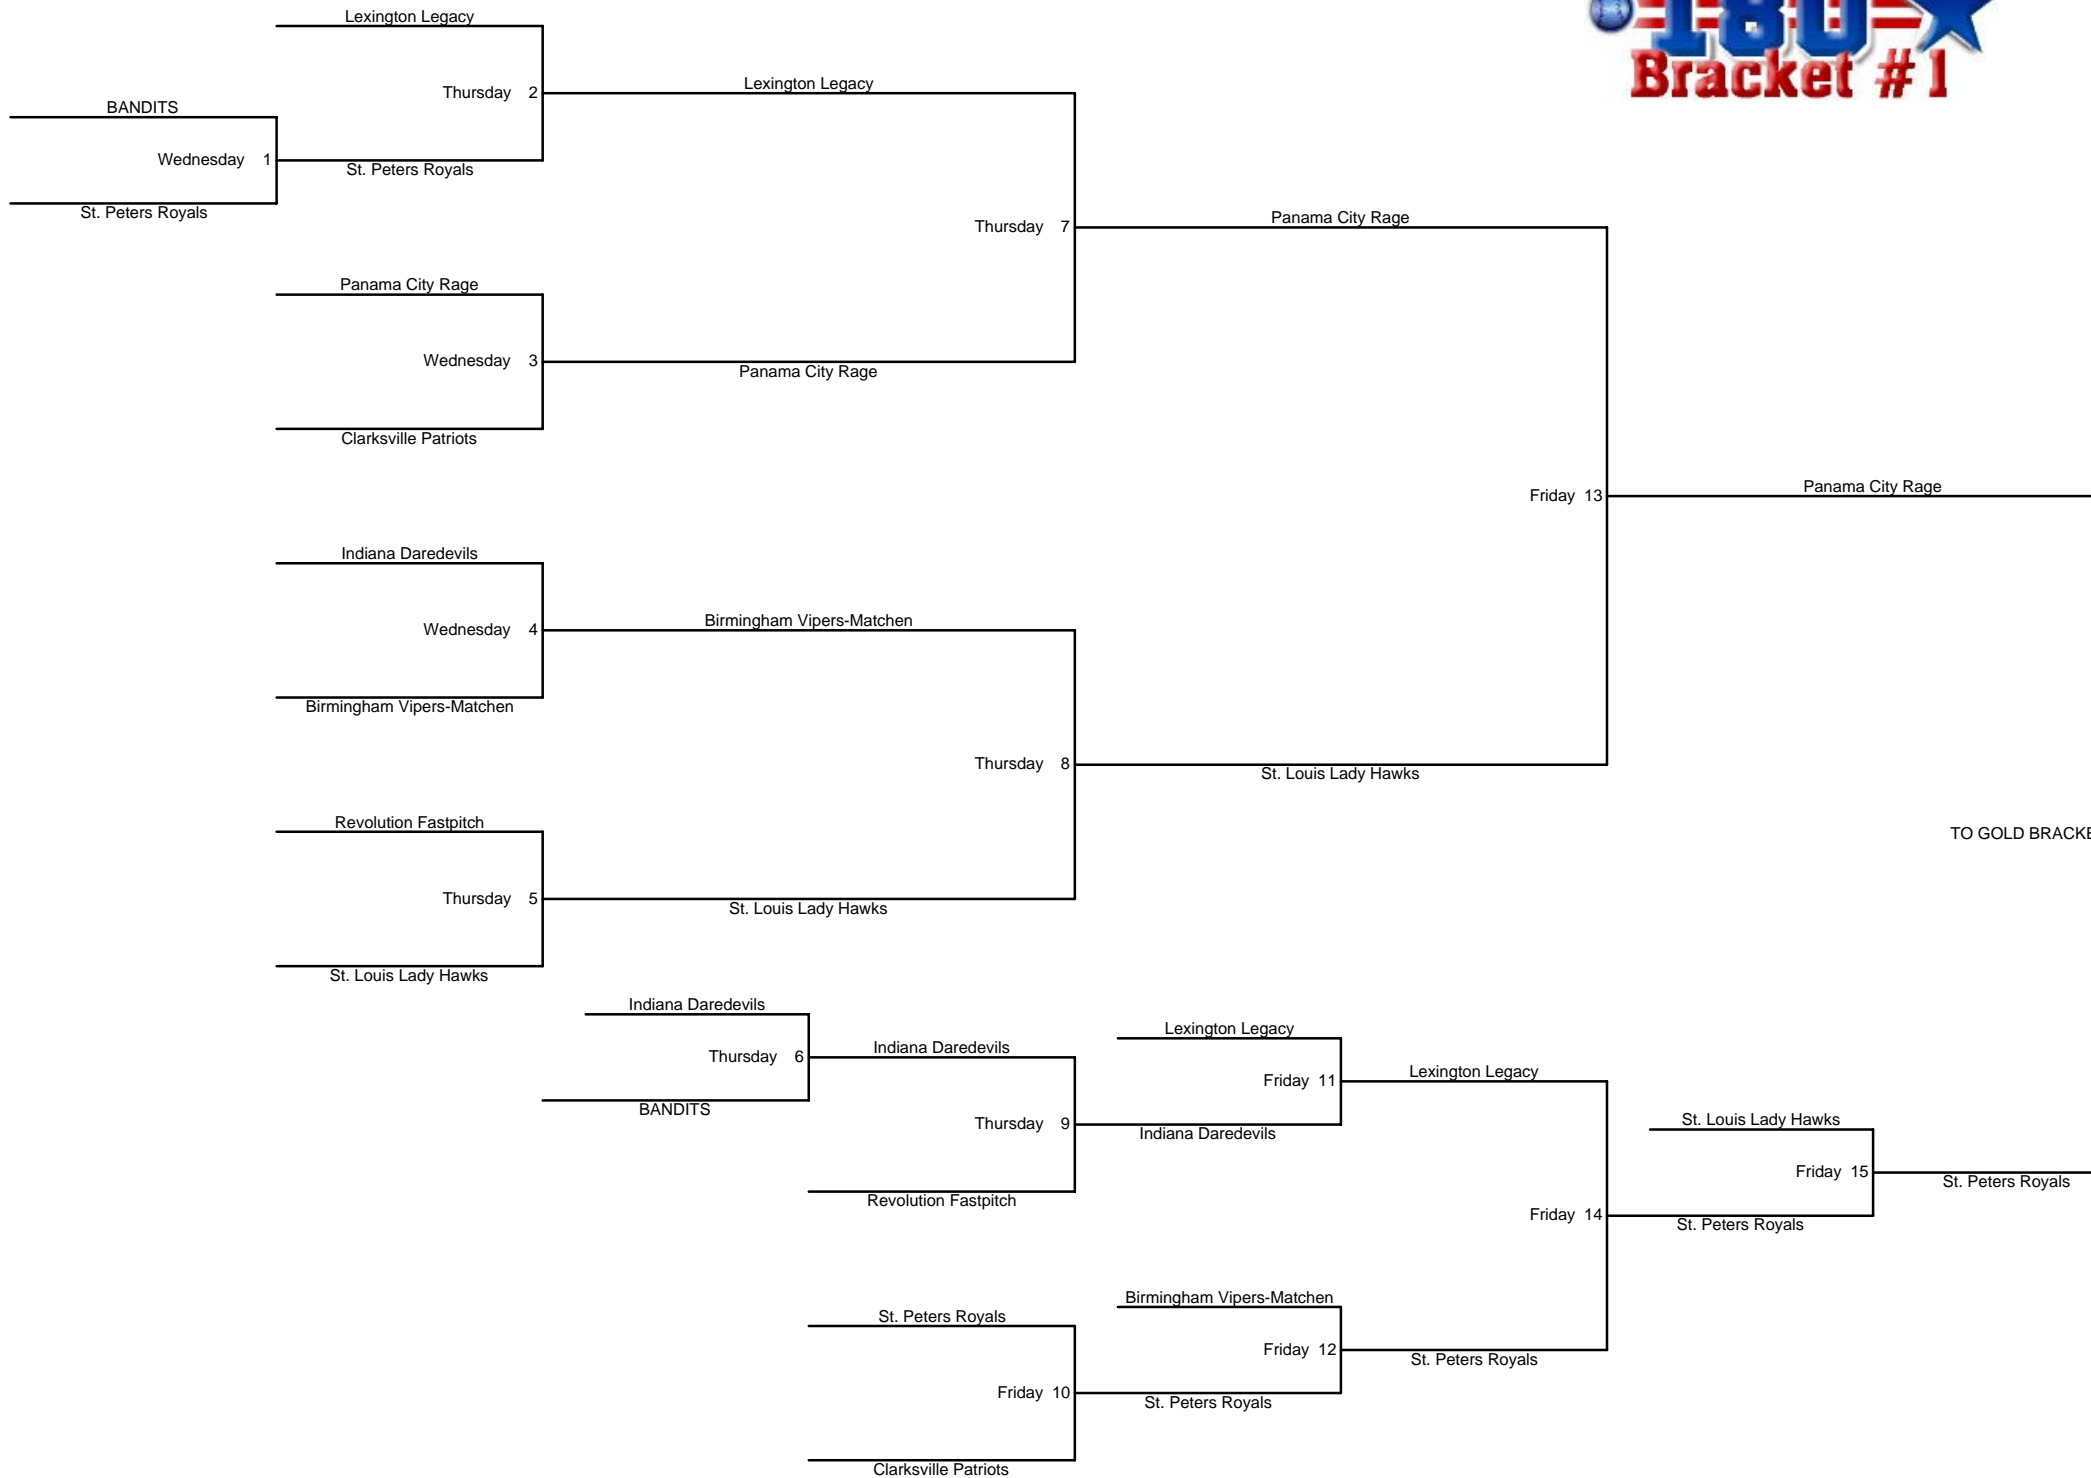 Lexington Legacy
Bracket #1
Thursday 2
Lexington Legacy
BANDITS
Wednesday 1
St. Peters Royals
St. Peters Royals
Thursday 7
Panama City Rage
Panama City Rage
Wednesday 3
Panama City Rage
Clarksville Patriots
Friday 13
Panama City Rage
Indiana Daredevils
Wednesday 4
Birmingham Vipers-Matchen
Birmingham Vipers-Matchen
Thursday 8
St. Louis Lady Hawks
Revolution Fastpitch
TO GOLD BRACKE
Thursday 5
St. Louis Lady Hawks
St. Louis Lady Hawks
Indiana Daredevils
Thursday 6
Indiana Daredevils
BANDITS
Lexington Legacy
Friday 11
Lexington Legacy
Thursday 9
Indiana Daredevils
St. Louis Lady Hawks
Friday 15
St. Peters Royals
Revolution Fastpitch
Friday 14
St. Peters Royals
Birmingham Vipers-Matchen
St. Peters Royals
Friday 12
St. Peters Royals
Friday 10
St. Peters Royals
Clarksville Patriots